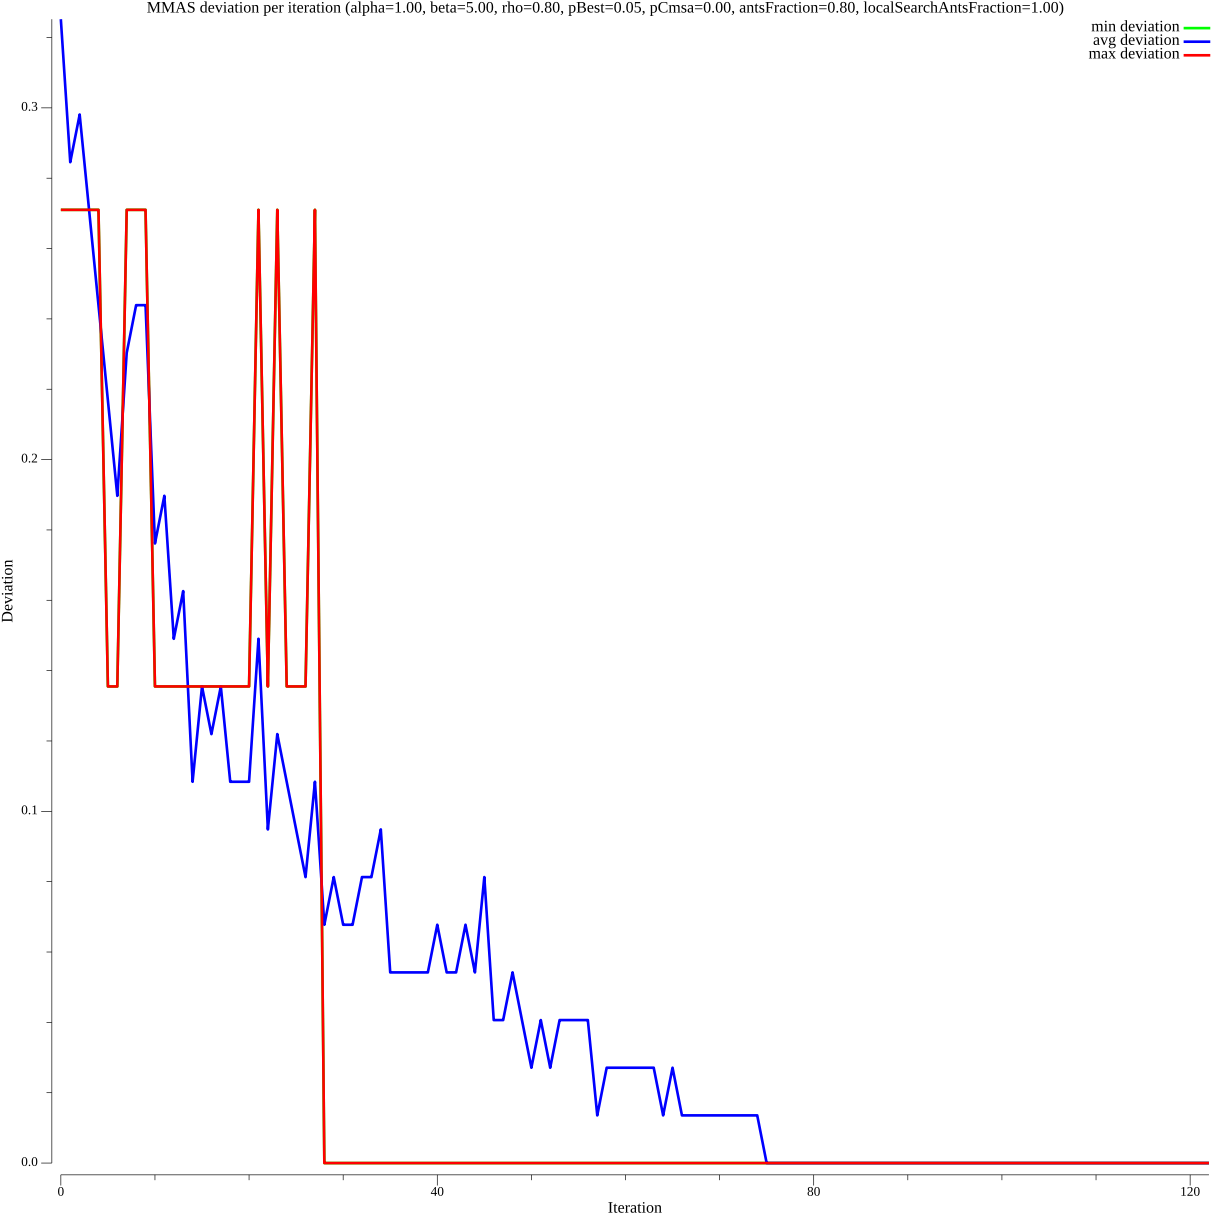 MMAS deviation per iteration (alpha=1.00, beta=5.00, rho=0.80, pBest=0.05, pCmsa=0.00, antsFraction=0.80, localSearchAntsFraction=1.00)
min deviation
avg deviation
max deviation
0.3
0.2
0.1
0.0
Deviation
0 40 80 120
Iteration